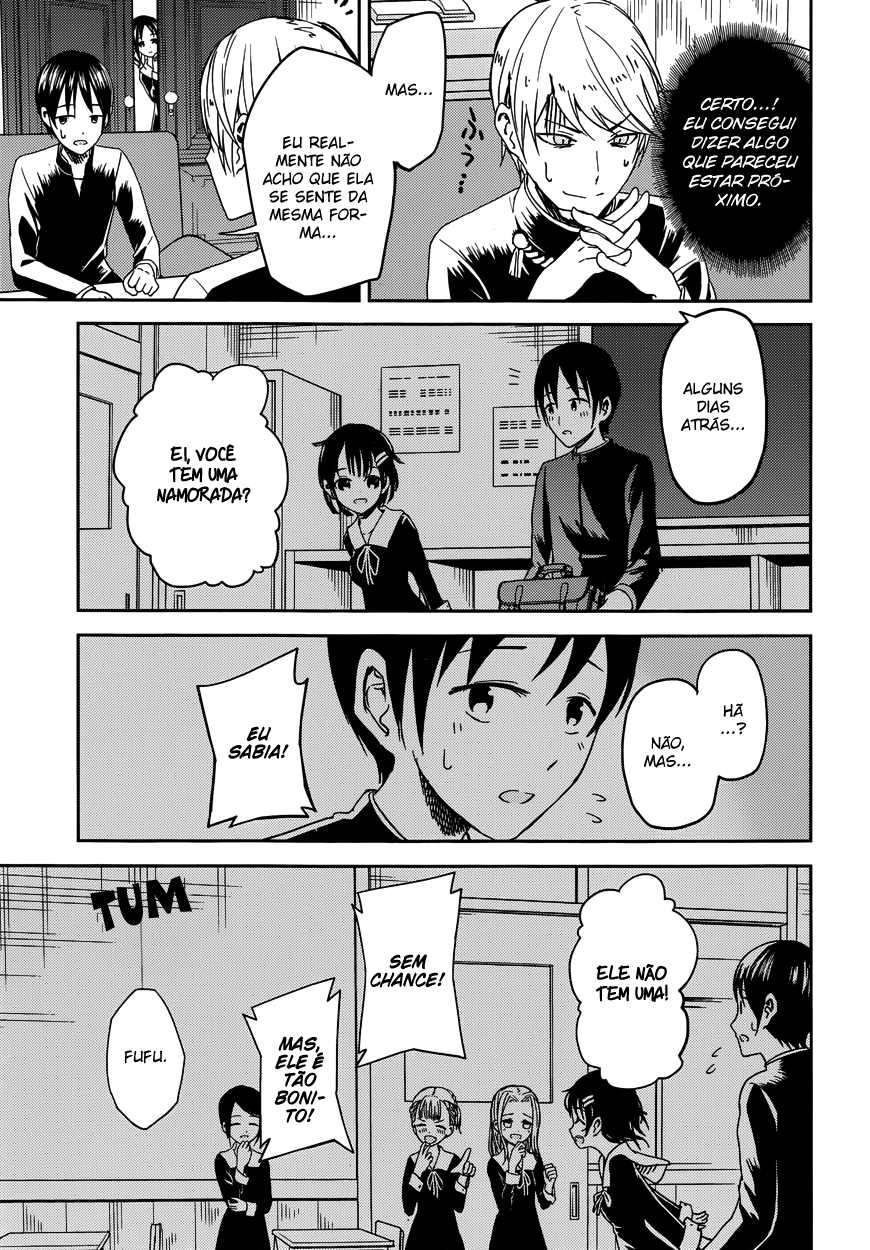 CERTO...!
EU CONSEGUI
DIZER ALGO
QUE PARECEU
ESTAR PRÓ-
XIMO.
ふぅ...
MAS...
EU REAL-
MENTE NÃO
ACHO QUE ELA
SE SENTE DA
MESMA FOR-
MA...
ALGUNS
DIAS
ATRÁS...
EI, VOCÊ
TEM UMA
NAMORADA?
HÃ
...?
NÃO,
MAS...
EU
SABIA!
ELE NÃO
TEM UMA!
SEM
CHANCE!
MAS,
ELE É
TÃO
BONI-
TO!
FUFU.
TUM